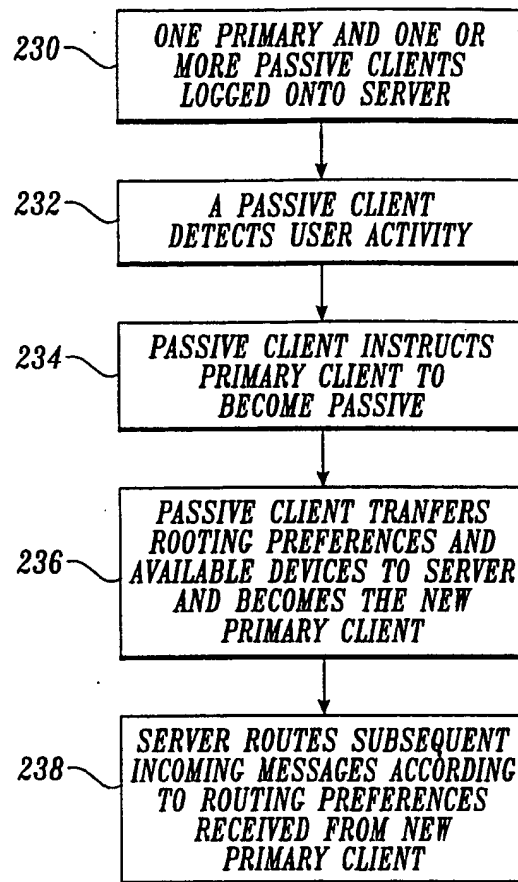 230
ONE PRIMARY AND ONE OR
MORE PASSIVE CLIENTS
LOGGED ONTO SERVER
232
A PASSIVE CLIENT
DETECTS USER ACTIVITY
234
PASSIVE CLIENT INSTRUCTS
PRIMARY CLIENT TO
BECOME PASSIVE
236
PASSIVE CLIENT TRANFERS
ROOTING PREFERENCES AND
AVAILABLE DEVICES TO SERVER
AND BECOMES THE NEW
PRIMARY CLIENT
238
SERVER ROUTES SUBSEQUENT
INCOMING MESSAGES ACCORDING
TO ROUTING PREFERENCES
RECEIVED FROM NEW
PRIMARY CLIENT